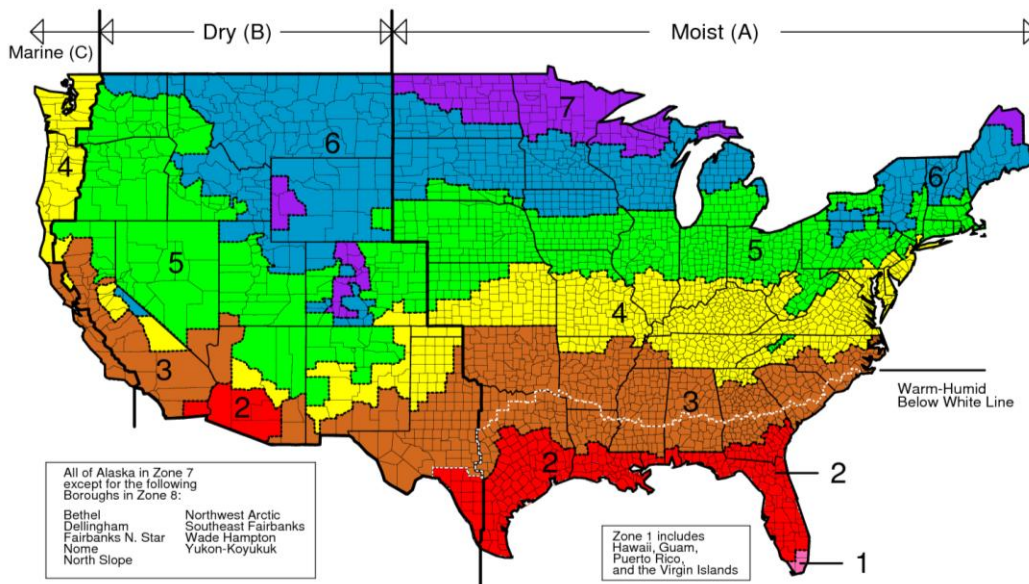 Marine (C)
Dry (B)
Moist (A)
7
6
4
6
5
5
4
3
3
2
2
2
1
Warm-Humid
Below White Line
All of Alaska in Zone 7
except for the following
Boroughs in Zone 8:
Bethel
Dellingham
Fairbanks N. Star
Nome
North Slope
Northwest Arctic
Southeast Fairbanks
Wade Hampton
Yukon-Koyukuk
Zone 1 includes
Hawaii, Guam,
Puerto Rico,
and the Virgin Islands